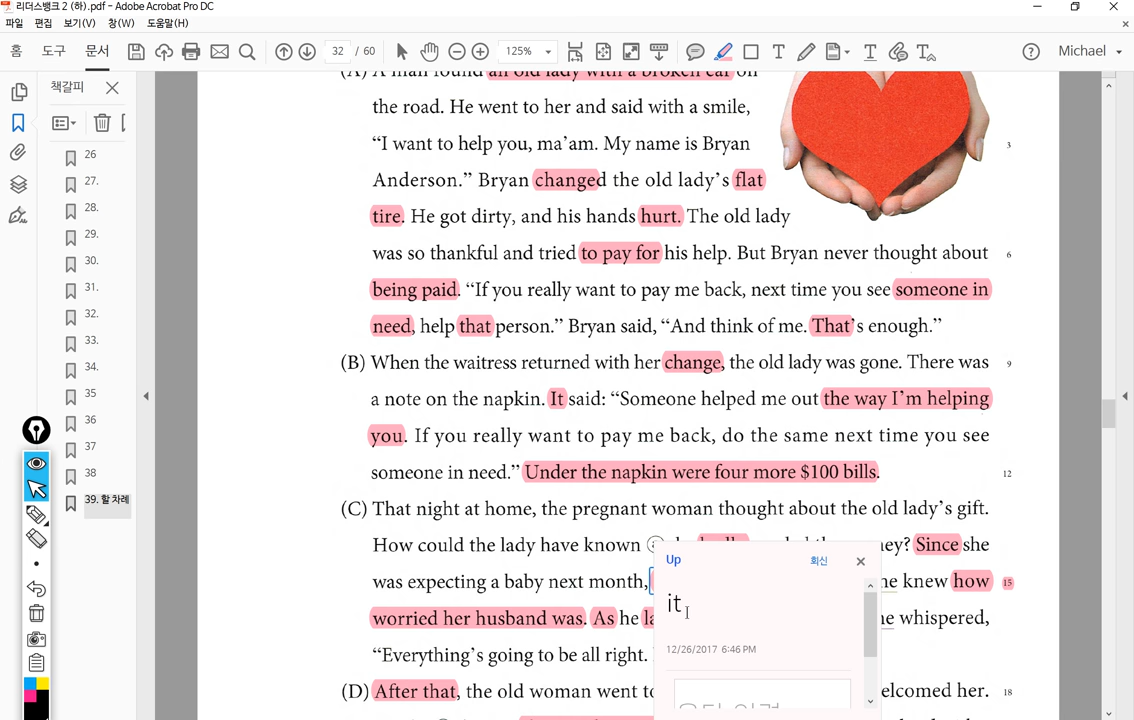 리더스뱅크 2 (하).pdf - Adobe Acrobat Pro DC
파일 편집 보기(V) 창(W) 도움말(H)
홈 도구 문서 32 / 60 125% Michael
책갈피
26
27.
28.
29.
30.
31.
32.
33.
34.
35
36
37
38
39. 할 차례
(A) A man found an old lady with a broken car on
the road. He went to her and said with a smile,
“I want to help you, ma’am. My name is Bryan 3
Anderson.” Bryan changed the old lady’s flat
tire. He got dirty, and his hands hurt. The old lady
was so thankful and tried to pay for his help. But Bryan never thought about 6
being paid. “If you really want to pay me back, next time you see someone in
need, help that person.” Bryan said, “And think of me. That’s enough.”
(B) When the waitress returned with her change, the old lady was gone. There was 9
a note on the napkin. It said: “Someone helped me out the way I’m helping
you. If you really want to pay me back, do the same next time you see
someone in need.” Under the napkin were four more $100 bills. 12
(C) That night at home, the pregnant woman thought about the old lady’s gift.
How could the lady have known ney? Since she
was expecting a baby next month, he knew how 15
worried her husband was. As he la ne whispered,
“Everything’s going to be all right.
(D) After that, the old woman went to elcomed her. 18
Up 회신
it
12/26/2017 6:46 PM